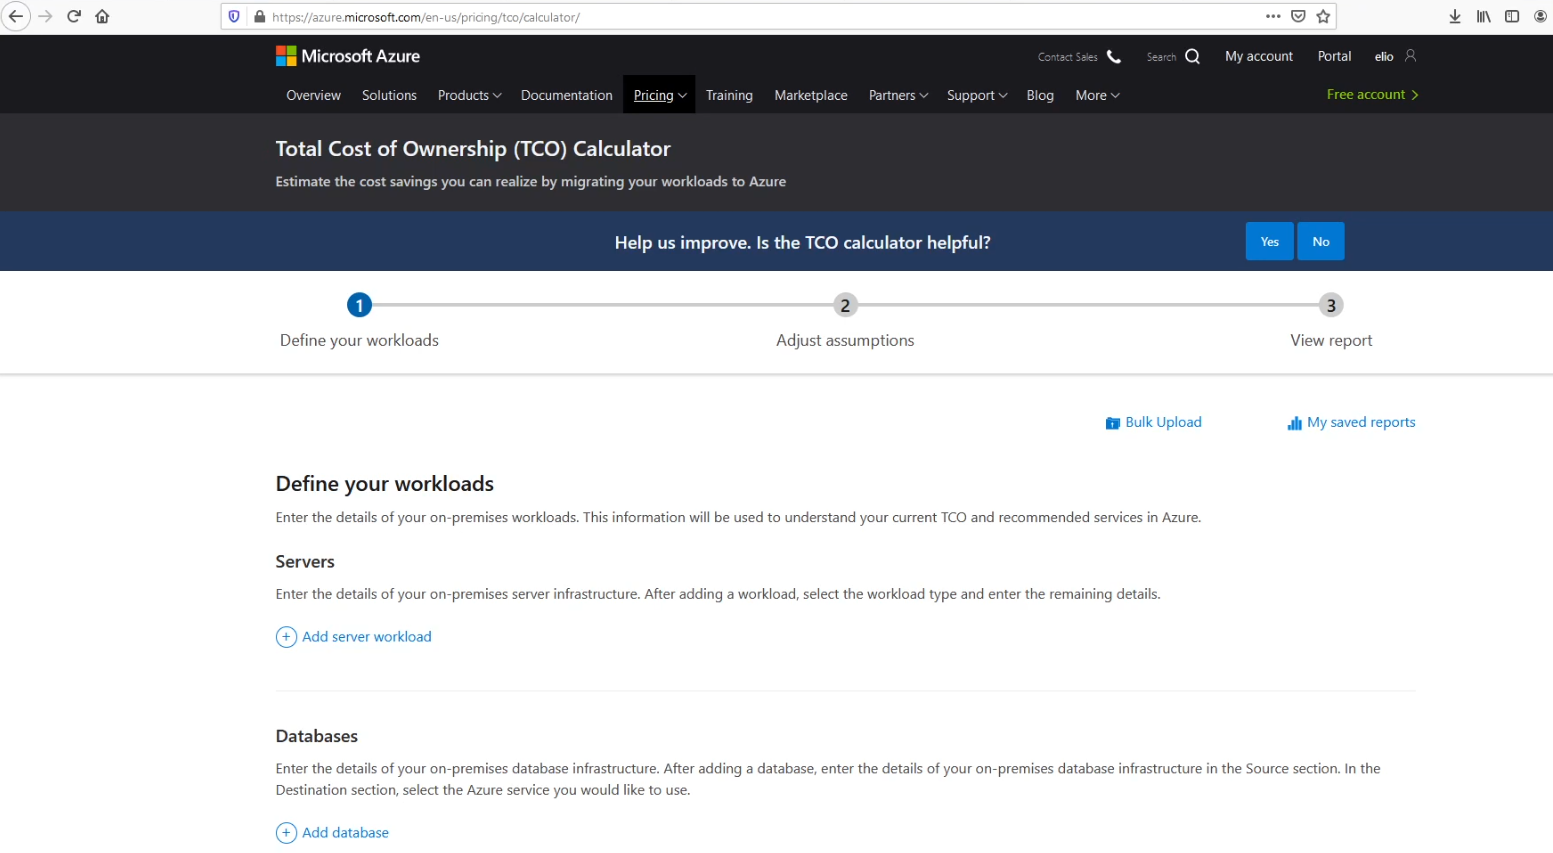 https://azure.microsoft.com/en-us/pricing/tco/calculator/
Microsoft Azure
Contact Sales Search My account Portal elio
Overview Solutions Products Documentation Pricing Training Marketplace Partners Support Blog More Free account
Total Cost of Ownership (TCO) Calculator
Estimate the cost savings you can realize by migrating your workloads to Azure
Help us improve. Is the TCO calculator helpful? Yes No
1 2 3
Define your workloads Adjust assumptions View report
Bulk Upload My saved reports
Define your workloads
Enter the details of your on-premises workloads. This information will be used to understand your current TCO and recommended services in Azure.
Servers
Enter the details of your on-premises server infrastructure. After adding a workload, select the workload type and enter the remaining details.
Add server workload
Databases
Enter the details of your on-premises database infrastructure. After adding a database, enter the details of your on-premises database infrastructure in the Source section. In the
Destination section, select the Azure service you would like to use.
Add database